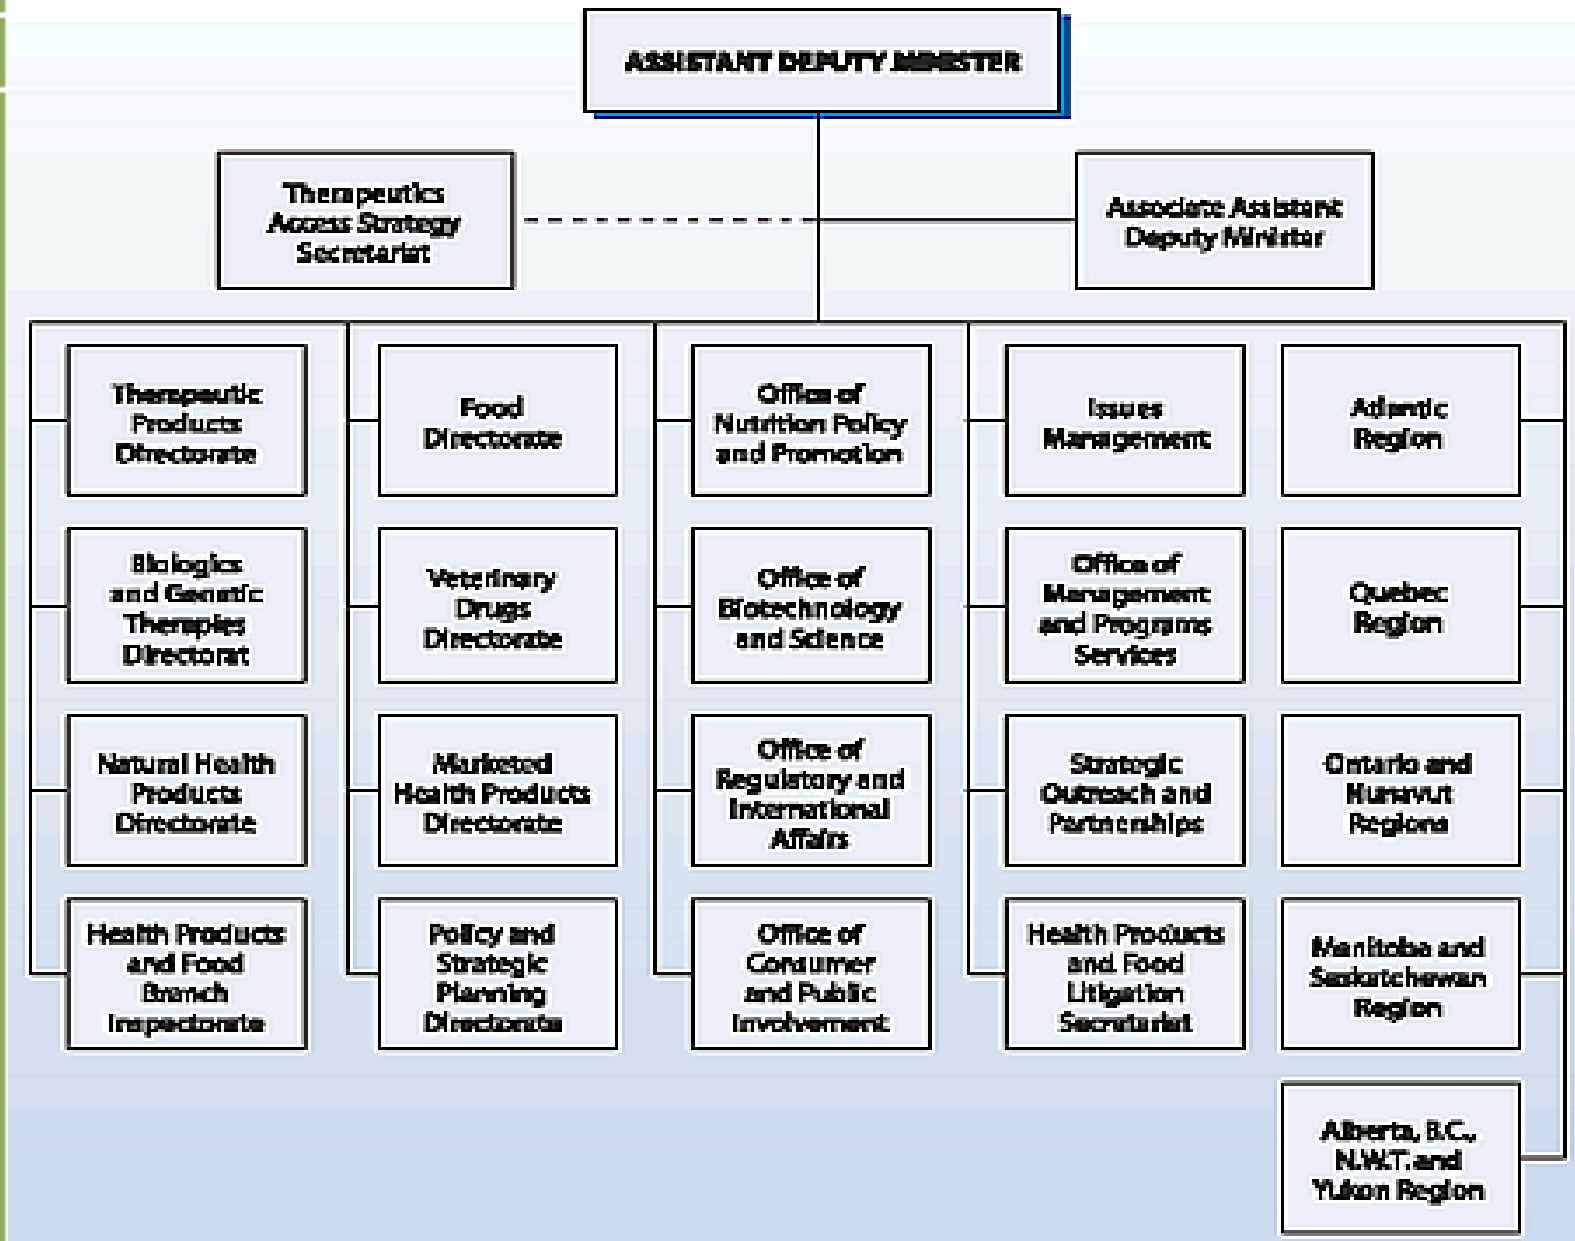 ASSISTANT DEPUTY MINISTER
Therapeutics
Access Strategy
Secretariat
Associate Assistant
Deputy Minister
Therapeutic
Products
Directorate
Food
Directorate
Office of
Nutrition Policy
and Promotion
Issues
Management
Atlantic
Region
Biologics
and Genetic
Therapies
Directorat
Veterinary
Drugs
Directorate
Office of
Biotechnology
and Science
Office of
Management
and Programs
Services
Quebec
Region
Natural Health
Products
Directorate
Marketed
Health Products
Directorate
Office of
Regulatory and
International
Affairs
Strategic
Outreach and
Partnerships
Ontario and
Nunavut
Regions
Health Products
and Food
Branch
Inspectorate
Policy and
Strategic
Planning
Directorate
Office of
Consumer
and Public
Involvement
Health Products
and Food
Litigation
Secretariat
Manitoba and
Saskatchewan
Region
Alberta, B.C.,
N.W.T. and
Yukon Region